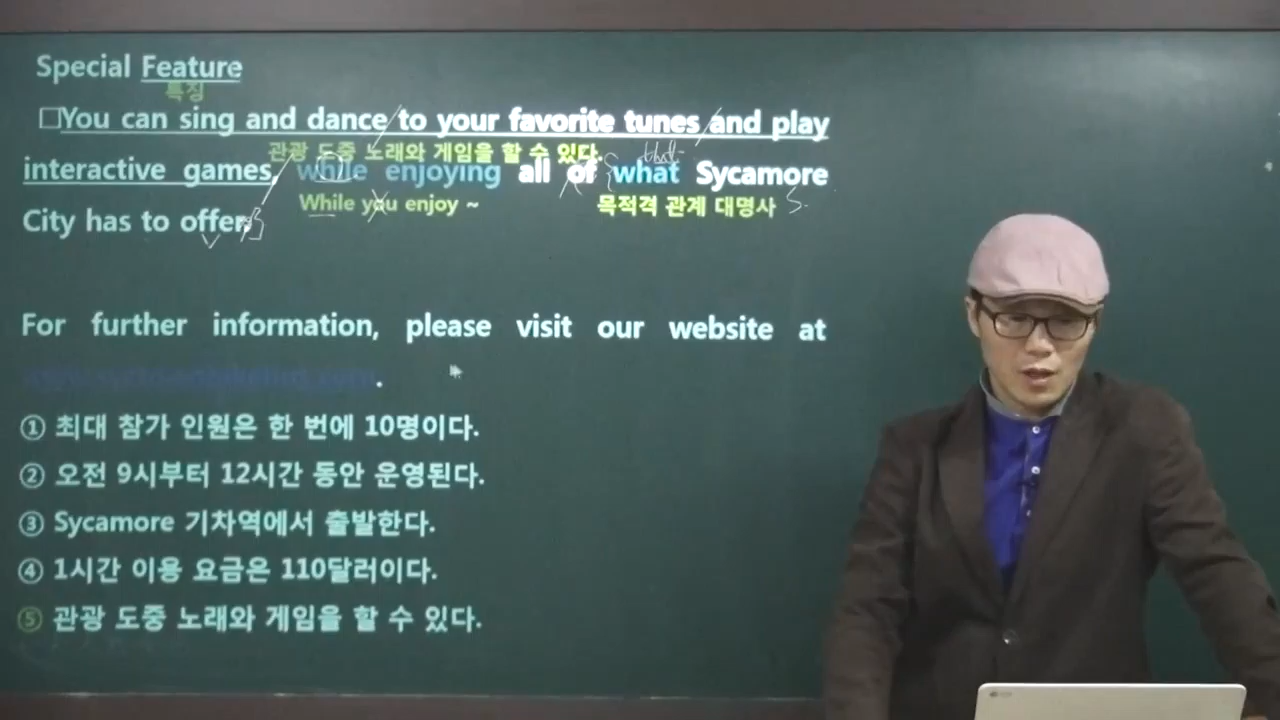 Special Feature
특징
□You can sing and dance to your favorite tunes and play
관광 도중 노래와 게임을 할 수 있다.
that
interactive games, while enjoying all of what Sycamore
While you enjoy ~ 목적격 관계 대명사 S.
City has to offer.
For further information, please visit our website at
① 최대 참가 인원은 한 번에 10명이다.
② 오전 9시부터 12시간 동안 운영된다.
③ Sycamore 기차역에서 출발한다.
④ 1시간 이용 요금은 110달러이다.
⑤ 관광 도중 노래와 게임을 할 수 있다.